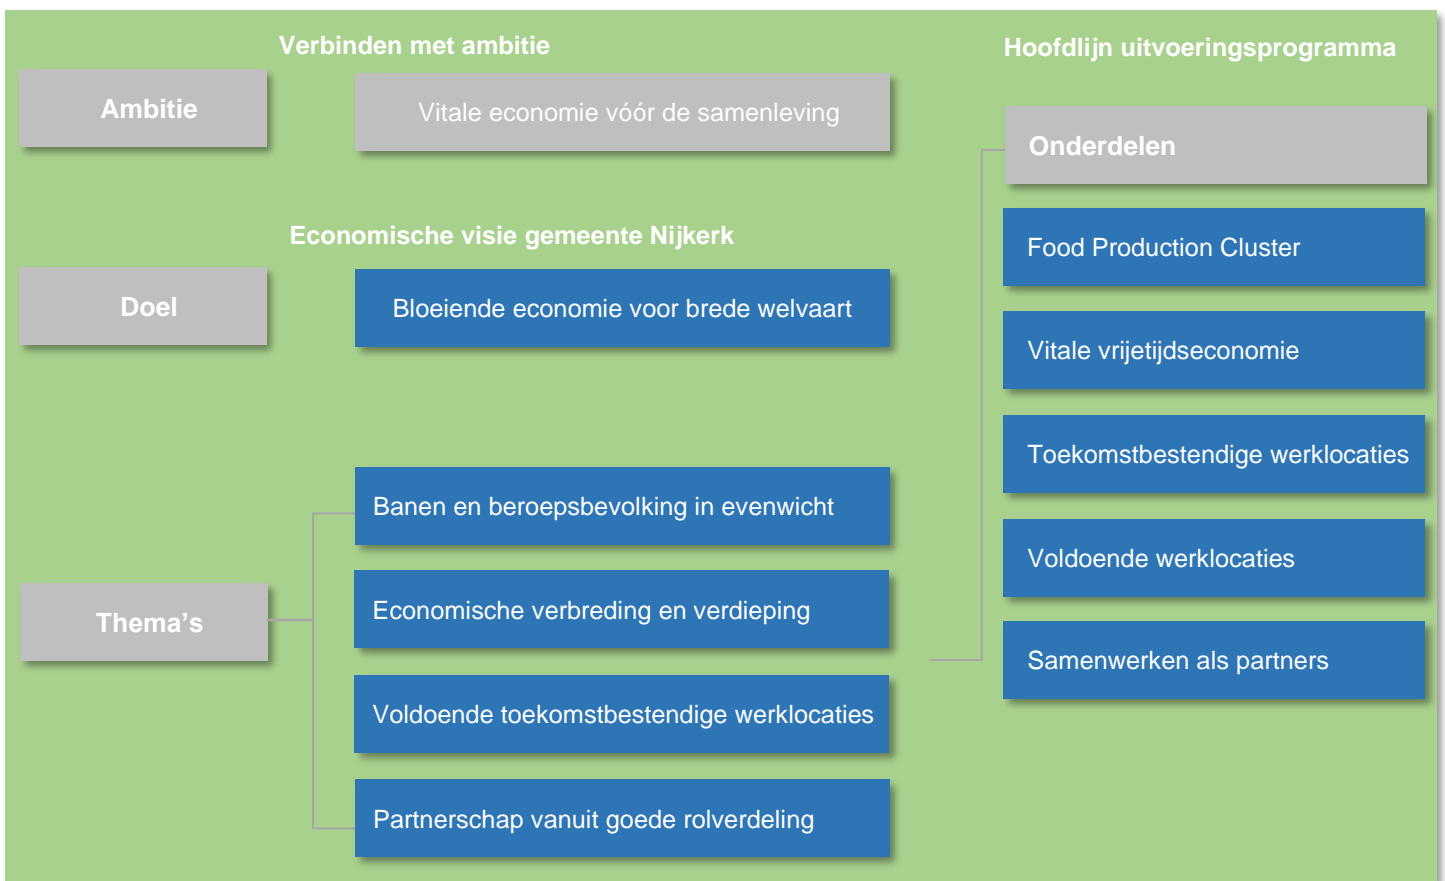 Verbinden met ambitie
Ambitie
Vitale economie vóór de samenleving
Economische visie gemeente Nijkerk
Doel
Bloeiende economie voor brede welvaart
Thema’s
Banen en beroepsbevolking in evenwicht
Economische verbreding en verdieping
Voldoende toekomstbestendige werklocaties
Partnerschap vanuit goede rolverdeling
Hoofdlijn uitvoeringsprogramma
Onderdelen
Food Production Cluster
Vitale vrijetijdseconomie
Toekomstbestendige werklocaties
Voldoende werklocaties
Samenwerken als partners